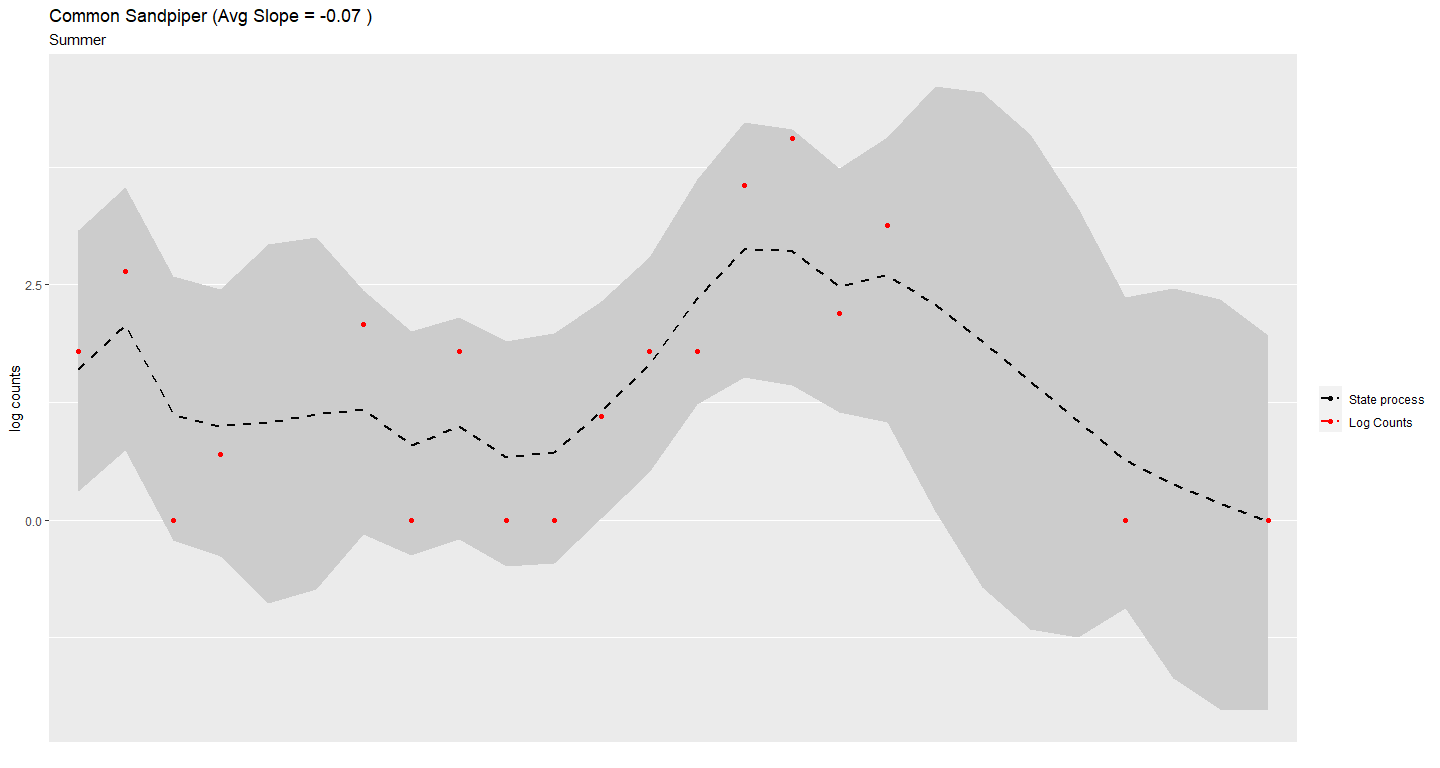 Common Sandpiper (Avg Slope = -0.07 )
Summer
log counts
2.5
0.0
State process
Log Counts